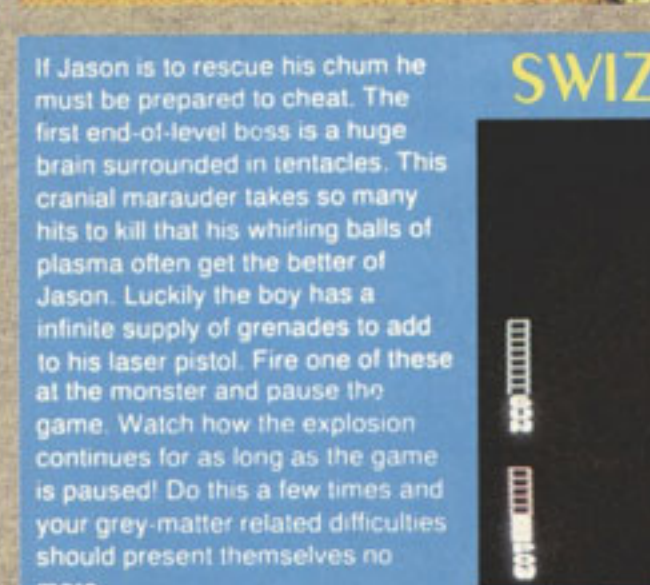 If Jason is to rescue his chum he
must be prepared to cheat. The
first end-of-level boss is a huge
brain surrounded in tentacles. This
cranial marauder takes so many
hits to kill that his whirling balls of
plasma often get the better of
Jason. Luckily the boy has a
infinite supply of grenades to add
to his laser pistol. Fire one of these
at the monster and pause the
game. Watch how the explosion
continues for as long as the game
is paused! Do this a few times and
your grey-matter related difficulties
should present themselves no
SWIZ